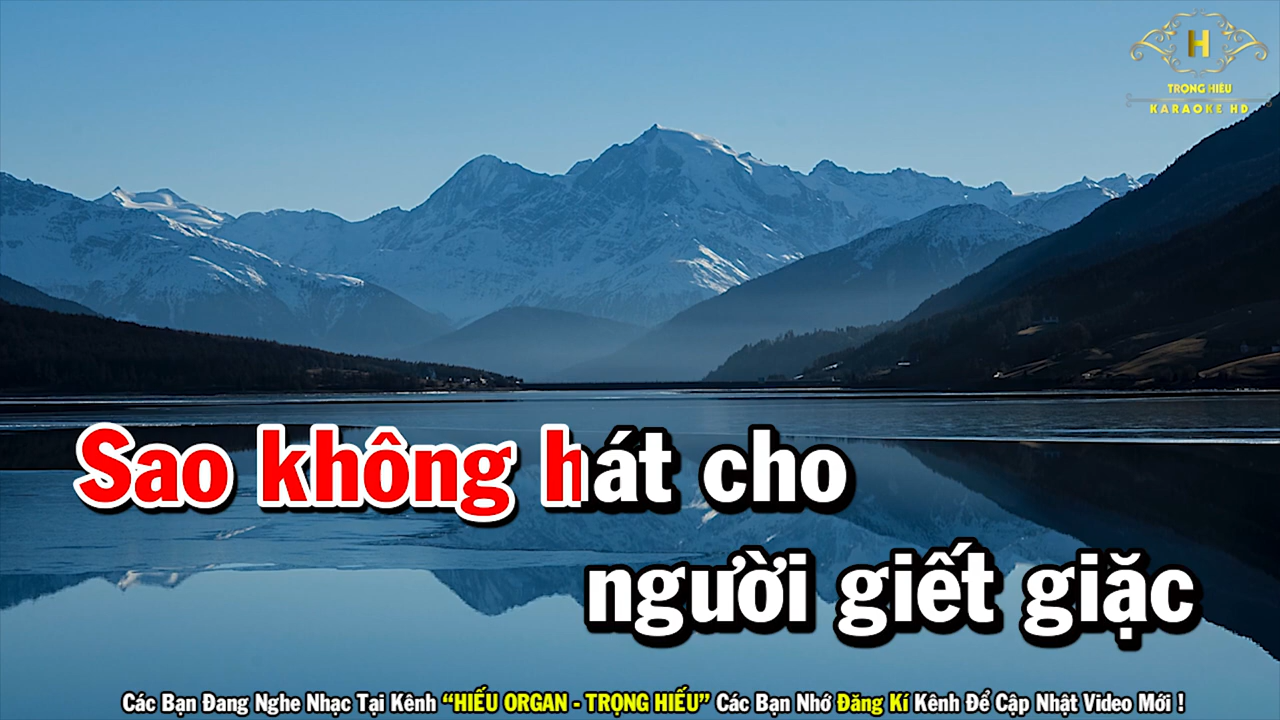 H
TRỌNG HIẾU
KARAOKE HD
Sao không hát cho
người giết giặc
Các Bạn Đang Nghe Nhạc Tại Kênh “HIẾU ORGAN - TRỌNG HIẾU” Các Bạn Nhớ Đăng Kí Kênh Để Cập Nhật Video Mới !